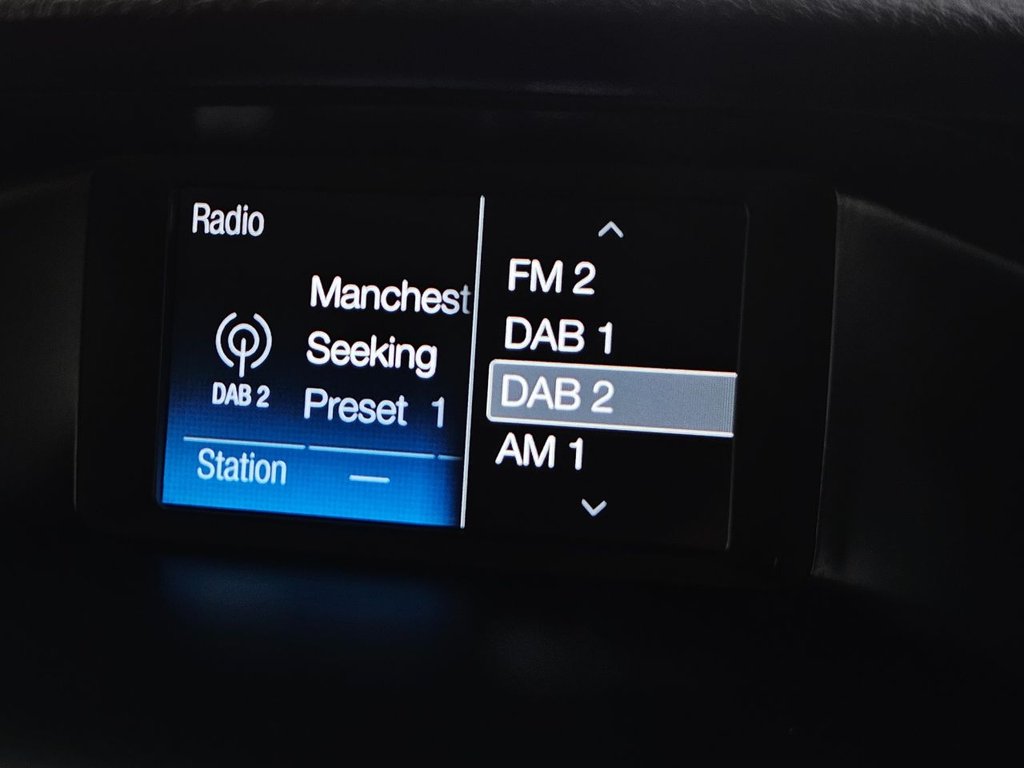 Radio
Manchest
Seeking
DAB 2
Preset 1
Station
FM 2
DAB 1
DAB 2
AM 1